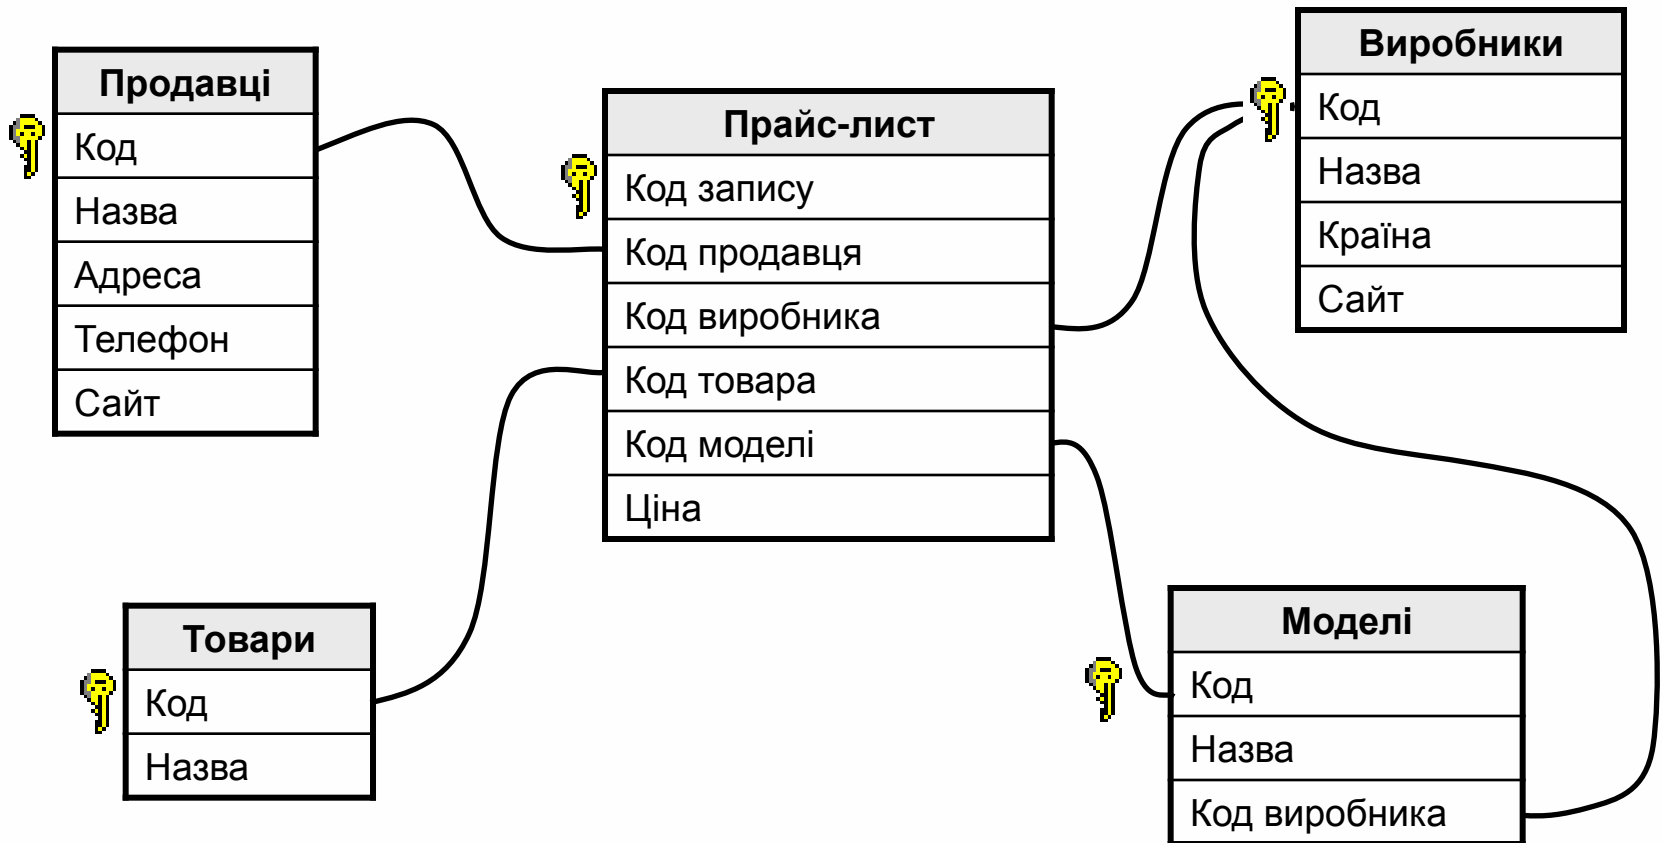 Продавці
Код
Назва
Адреса
Телефон
Сайт
Прайс-лист
Код запису
Код продавця
Код виробника
Код товара
Код моделі
Ціна
Виробники
Код
Назва
Країна
Сайт
Товари
Код
Назва
Моделі
Код
Назва
Код виробника